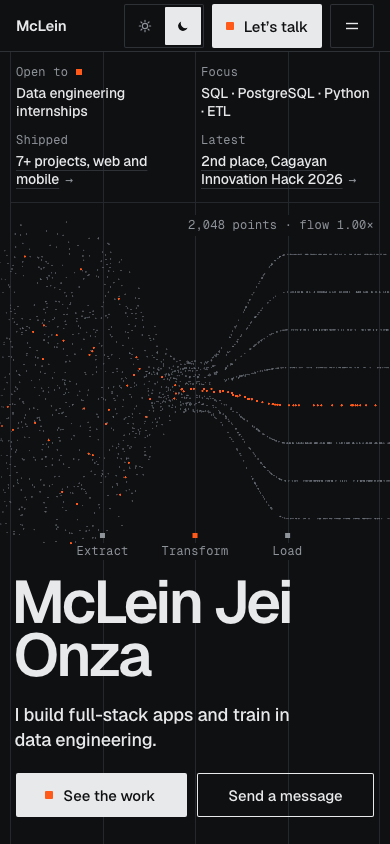 McLein
Let's talk
Open to
Data engineering
internships
Focus
SQL · PostgreSQL · Python
· ETL
Shipped
7+ projects, web and
mobile →
Latest
2nd place, Cagayan
Innovation Hack 2026 →
2,048 points · flow 1.00×
Extract Transform Load
McLein Jei
Onza
I build full-stack apps and train in
data engineering.
See the work
Send a message